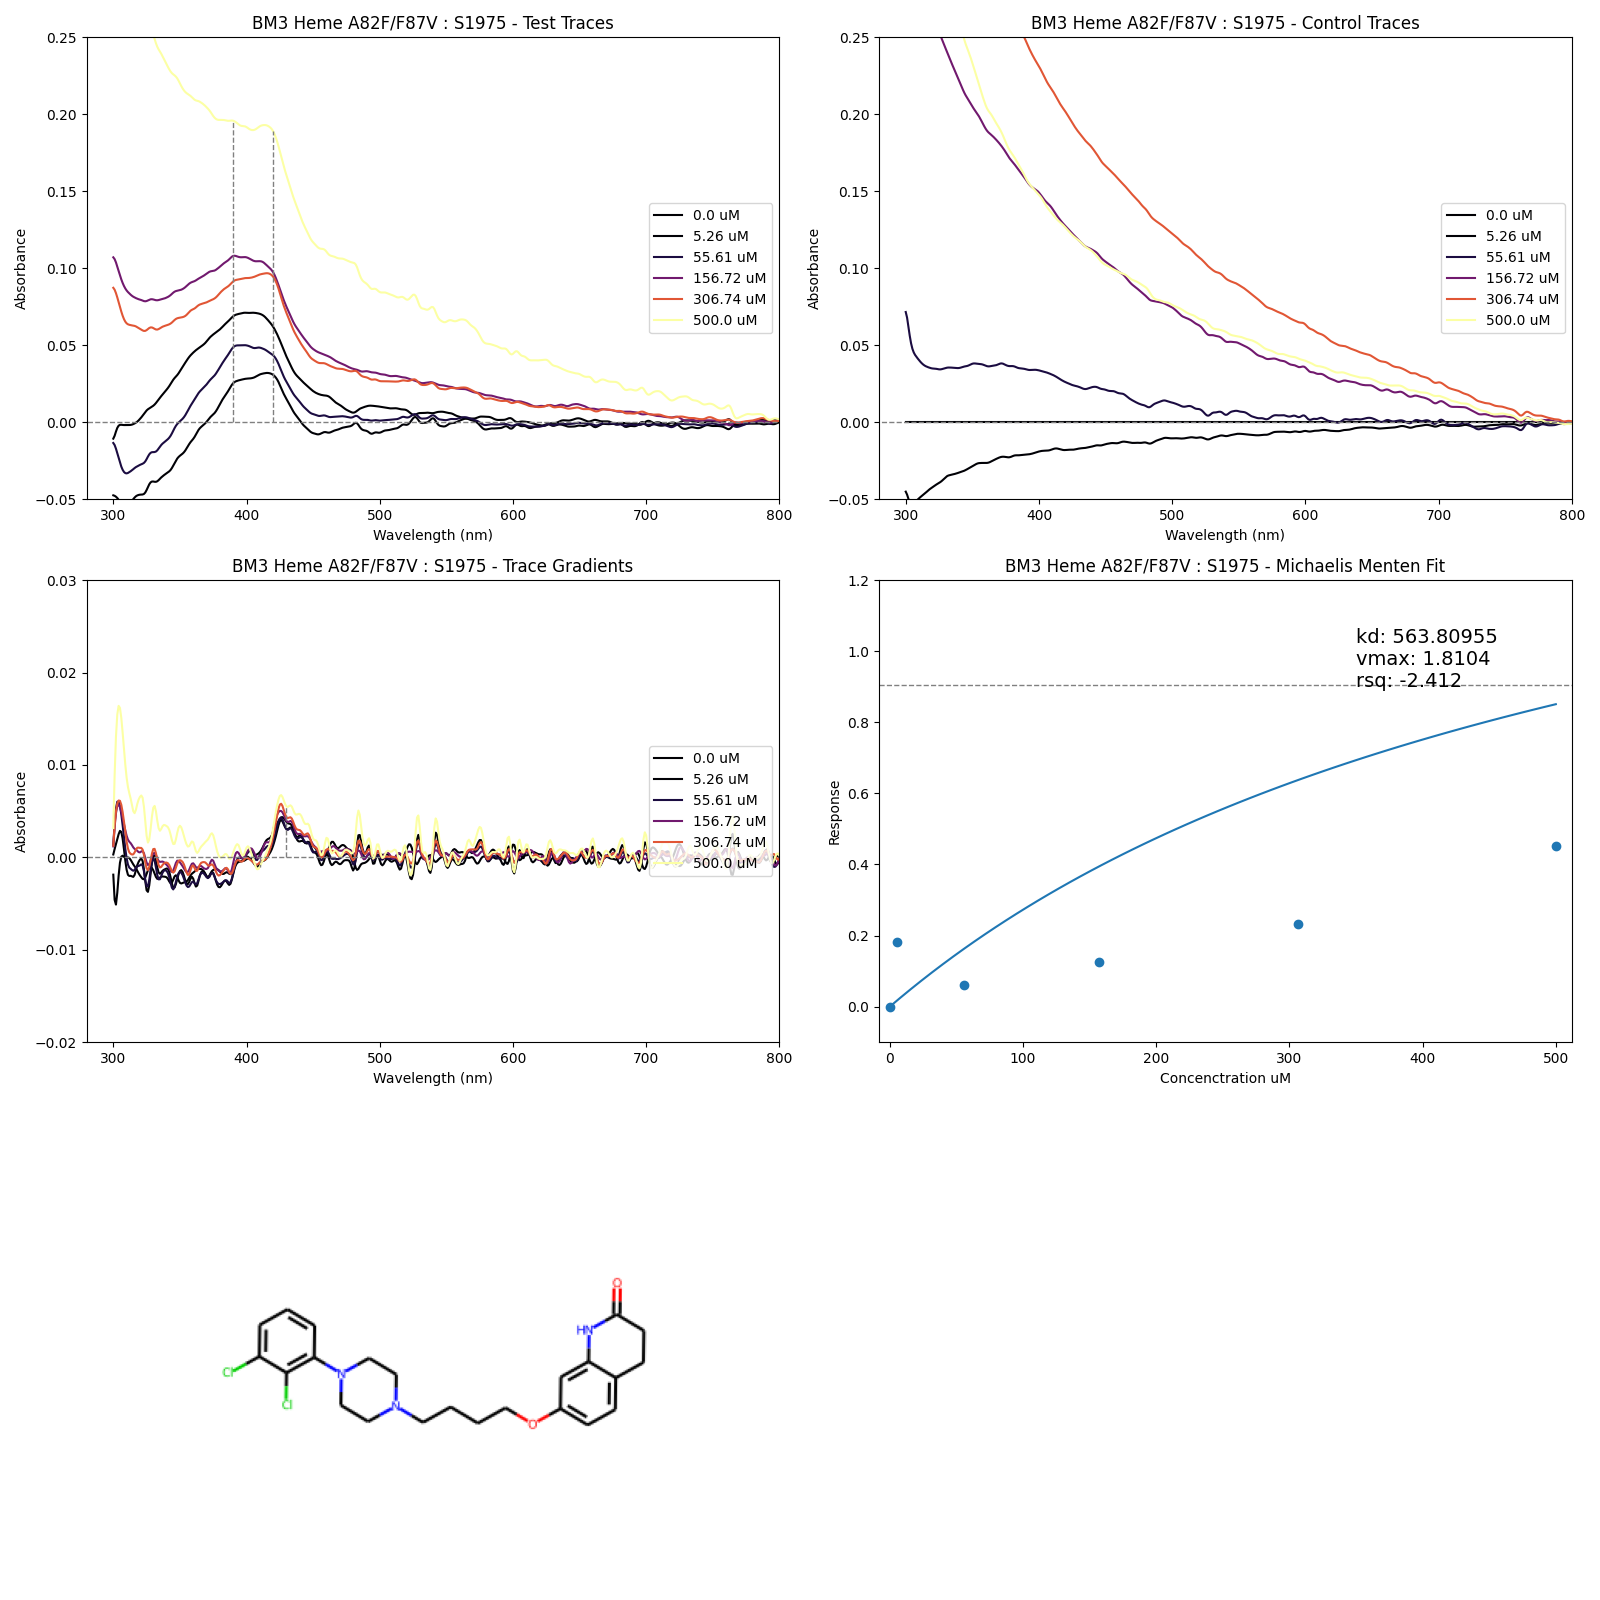 BM3 Heme A82F/F87V : S1975 - Test Traces
0.25
0.20
0.15
0.10
0.05
0.00
−0.05
Absorbance
300 400 500 600 700 800
Wavelength (nm)
0.0 uM
5.26 uM
55.61 uM
156.72 uM
306.74 uM
500.0 uM
BM3 Heme A82F/F87V : S1975 - Control Traces
0.25
0.20
0.15
0.10
0.05
0.00
−0.05
Absorbance
300 400 500 600 700 800
Wavelength (nm)
0.0 uM
5.26 uM
55.61 uM
156.72 uM
306.74 uM
500.0 uM
BM3 Heme A82F/F87V : S1975 - Trace Gradients
0.03
0.02
0.01
0.00
−0.01
−0.02
Absorbance
300 400 500 600 700 800
Wavelength (nm)
0.0 uM
5.26 uM
55.61 uM
156.72 uM
306.74 uM
500.0 uM
BM3 Heme A82F/F87V : S1975 - Michaelis Menten Fit
1.2
1.0
0.8
0.6
0.4
0.2
0.0
Response
kd: 563.80955
vmax: 1.8104
rsq: -2.412
0 100 200 300 400 500
Concenctration uM
O
HN
Cl
N
Cl
N
O